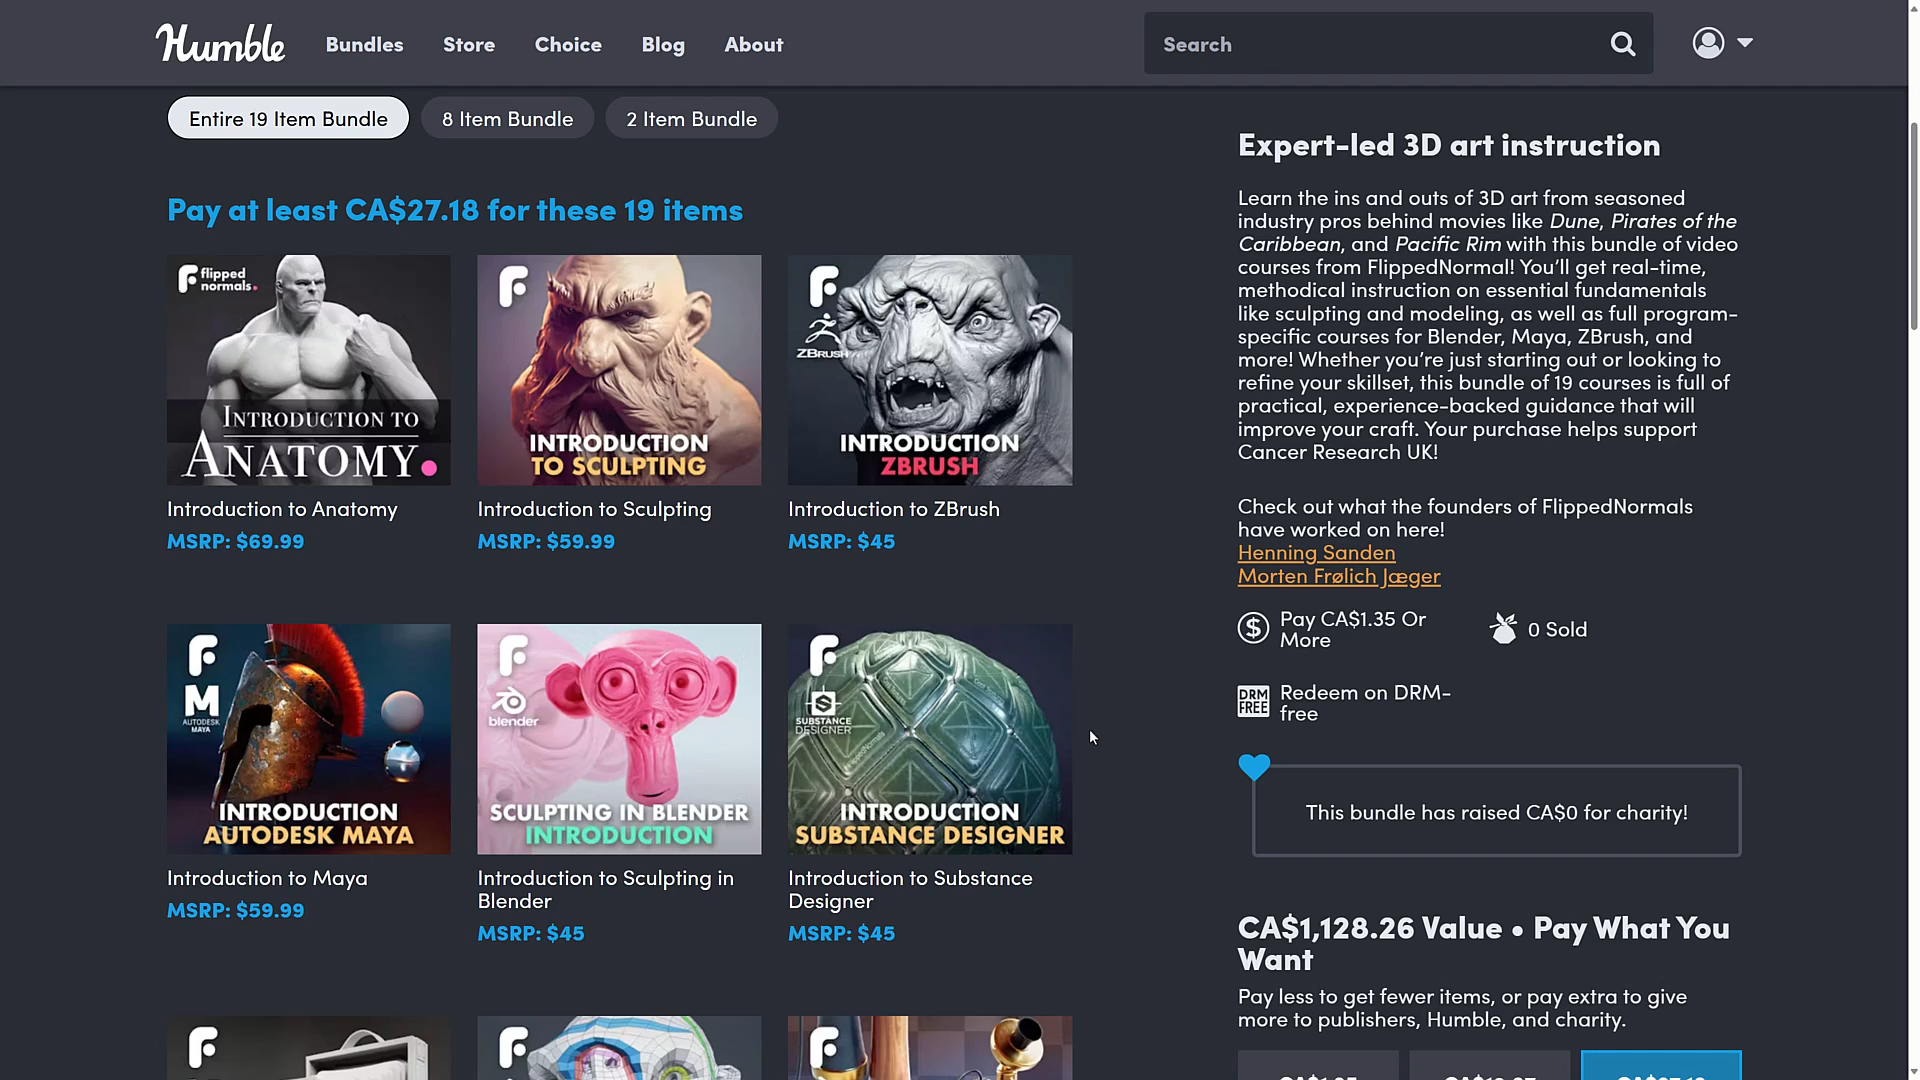 Humble
Bundles
Store
Choice
Blog
About
Search
Entire 19 Item Bundle
8 Item Bundle
2 Item Bundle
Pay at least CA$27.18 for these 19 items
flipped
normals.
INTRODUCTION TO
ANATOMY.
Introduction to Anatomy
MSRP: $69.99
INTRODUCTION
TO SCULPTING
Introduction to Sculpting
MSRP: $59.99
ZBRUSH
INTRODUCTION
ZBRUSH
Introduction to ZBrush
MSRP: $45
M
AUTODESK
MAYA
INTRODUCTION
AUTODESK MAYA
Introduction to Maya
MSRP: $59.99
blender
SCULPTING IN BLENDER
INTRODUCTION
Introduction to Sculpting in
Blender
MSRP: $45
SUBSTANCE
DESIGNER
INTRODUCTION
SUBSTANCE DESIGNER
Introduction to Substance
Designer
MSRP: $45
Expert-led 3D art instruction
Learn the ins and outs of 3D art from seasoned
industry pros behind movies like Dune, Pirates of the
Caribbean, and Pacific Rim with this bundle of video
courses from FlippedNormal! You’ll get real-time,
methodical instruction on essential fundamentals
like sculpting and modeling, as well as full program-
specific courses for Blender, Maya, ZBrush, and
more! Whether you’re just starting out or looking to
refine your skillset, this bundle of 19 courses is full of
practical, experience-backed guidance that will
improve your craft. Your purchase helps support
Cancer Research UK!
Check out what the founders of FlippedNormals
have worked on here!
Henning Sanden
Morten Frølich Jæger
Pay CA$1.35 Or
More
0 Sold
DRM
FREE
Redeem on DRM-
free
This bundle has raised CA$0 for charity!
CA$1,128.26 Value • Pay What You
Want
Pay less to get fewer items, or pay extra to give
more to publishers, Humble, and charity.